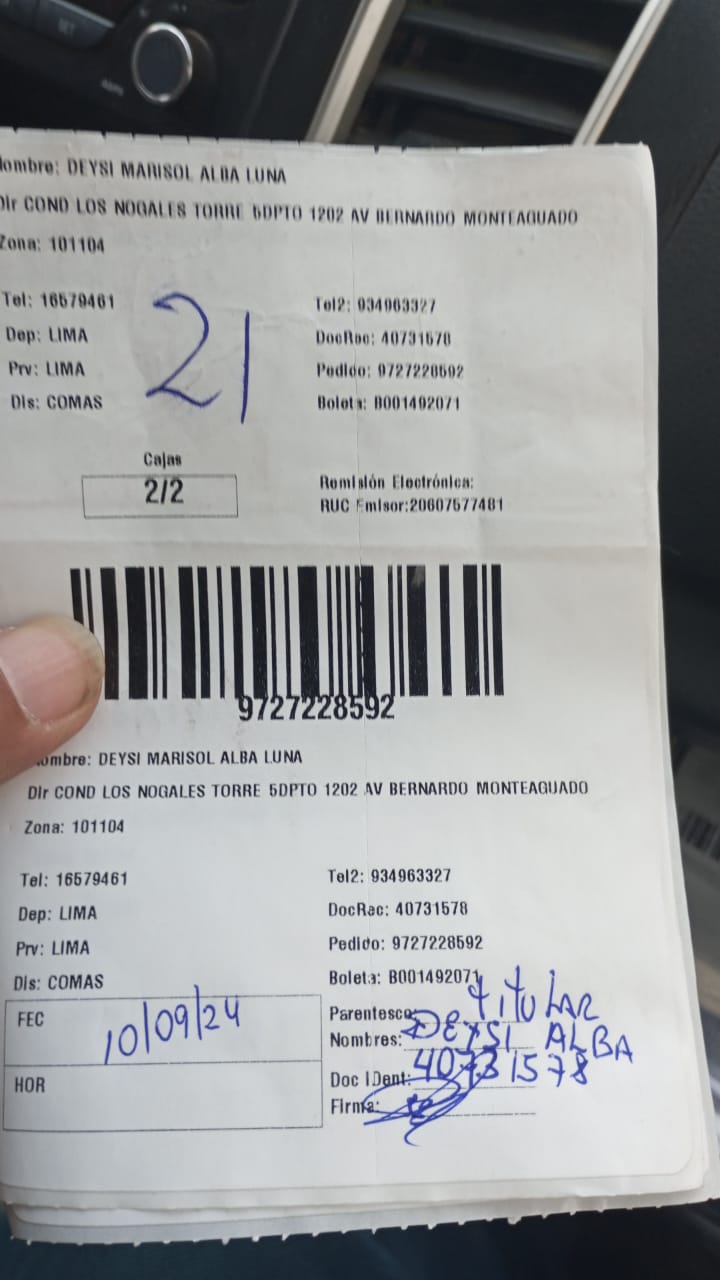 ombre: DEYSI MARISOL ALBA LUNA
Dir COND LOS NOGALES TORRE 5DPTO 1202 AV BERNARDO MONTEAGUADO
Zona: 101104
Tel: 16579461 Tel2: 934963327
Dep: LIMA DocRac: 40731578
Prv: LIMA Pedido: 9727228592
Dis: COMAS Boleta: B001492071
21
Cajas
2/2
Remisión Electrónica:
RUC Emisor:20607577481
9727228592
ombre: DEYSI MARISOL ALBA LUNA
Dir COND LOS NOGALES TORRE 5DPTO 1202 AV BERNARDO MONTEAGUADO
Zona: 101104
Tel: 16579461 Tel2: 934963327
Dep: LIMA DocRac: 40731578
Prv: LIMA Pedido: 9727228592
Dis: COMAS Boleta: B001492071
FEC 10/09/24
Parentesco: TITULAR
Nombres: DEYSI ALBA
HOR
Doc IDent: 40731578
Firma: